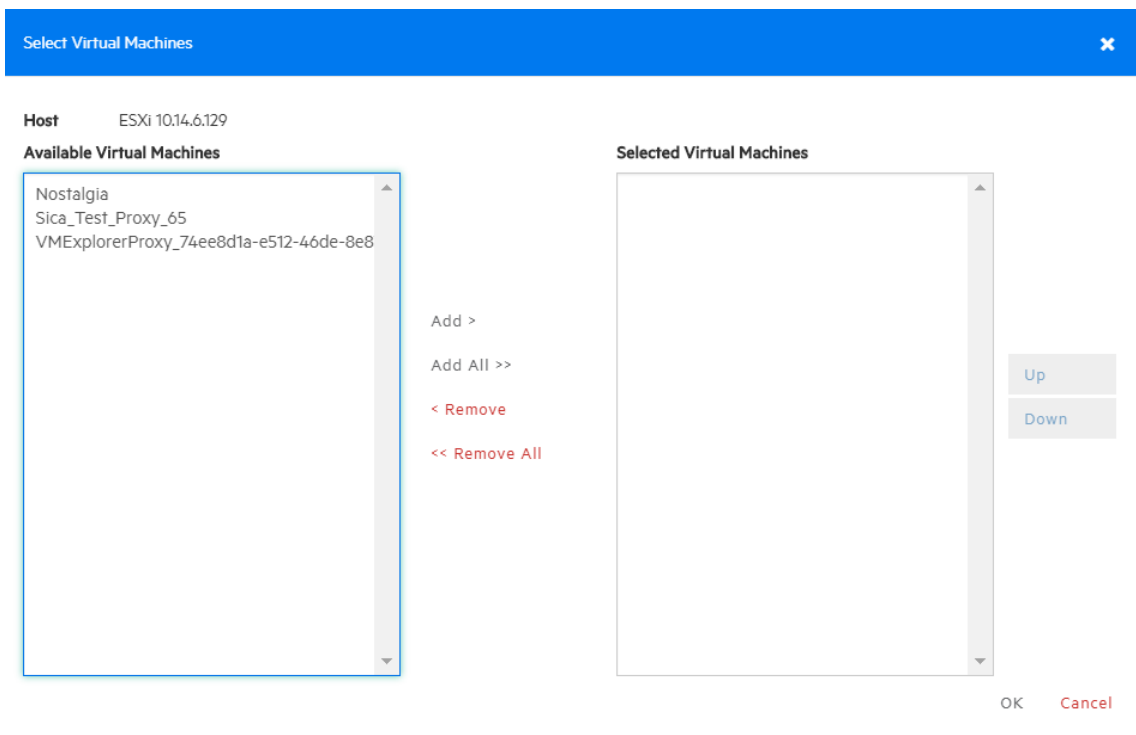 Select Virtual Machines
Host ESXi 10.14.6.129
Available Virtual Machines
Selected Virtual Machines
Nostalgia
Sica_Test_Proxy_65
VMExplorerProxy_74ee8d1a-e512-46de-8e8
Add >
Add All >>
< Remove
<< Remove All
Up
Down
OK Cancel